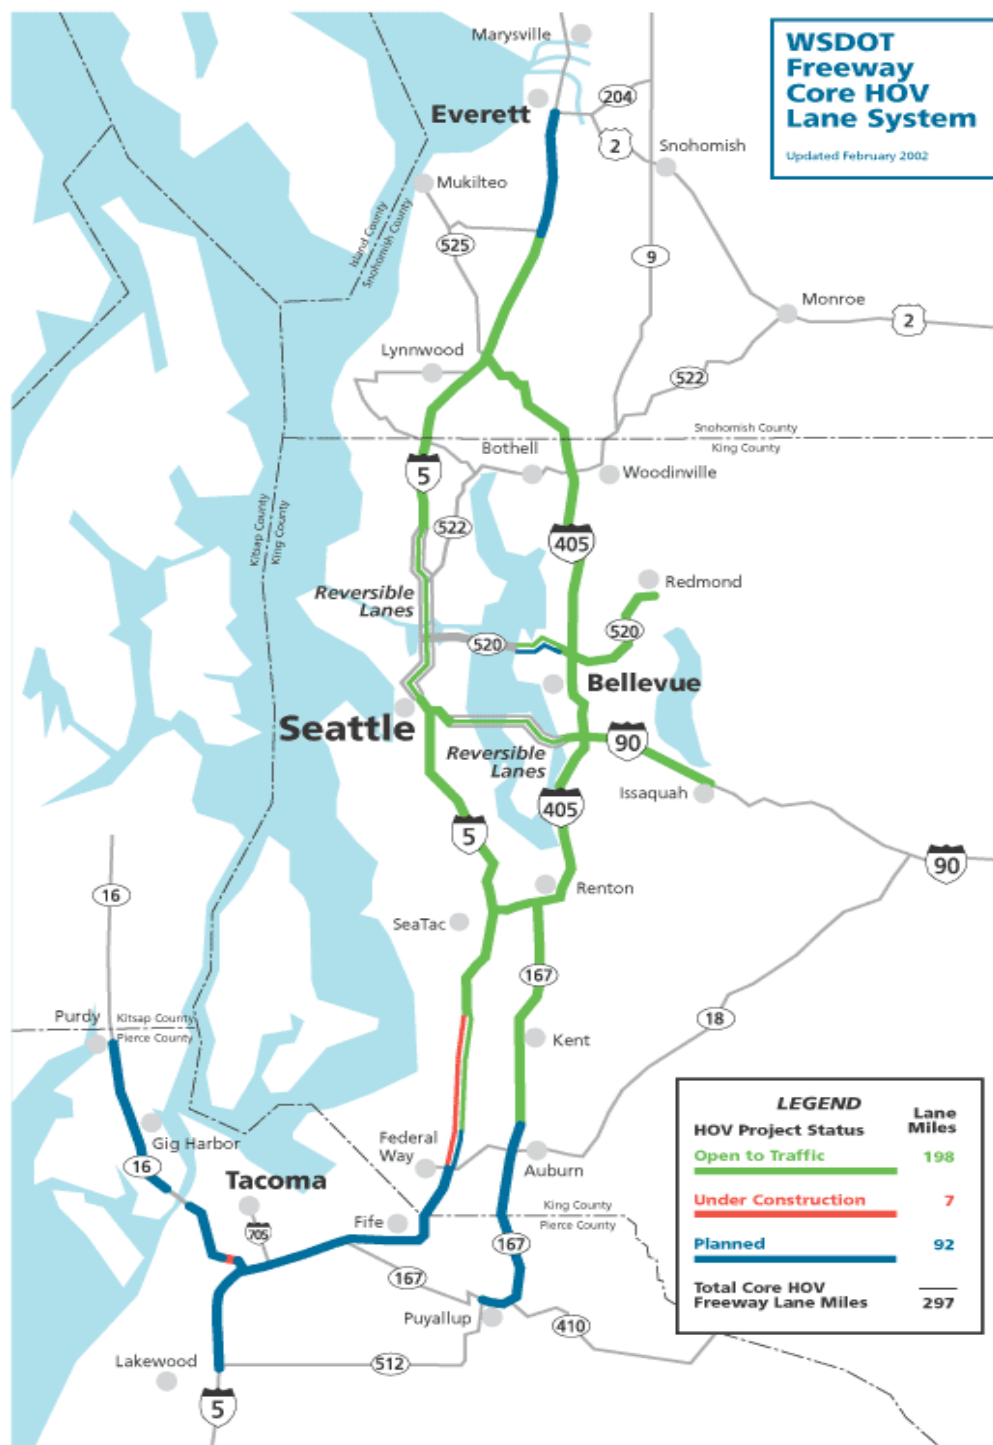 WSDOT
Freeway
Core HOV
Lane System
Updated February 2002
Marysville
Everett
204
2
Snohomish
Mukilteo
Island County
Snohomish County
525
9
Monroe
2
Lynnwood
522
Snohomish County
King County
Bothell
Woodinville
5
522
405
Kitsap County
King County
Redmond
Reversible
Lanes
520
520
Bellevue
Seattle
90
Reversible
Lanes
Issaquah
405
5
90
16
Renton
SeaTac
167
18
Purdy
Kitsap County
Pierce County
Kent
Gig Harbor
Federal
Way
Auburn
16
Tacoma
King County
Pierce County
705
Fife
167
167
Puyallup
410
Lakewood
512
5
LEGEND
HOV Project Status
Lane
Miles
Open to Traffic 198
Under Construction 7
Planned 92
Total Core HOV
Freeway Lane Miles 297